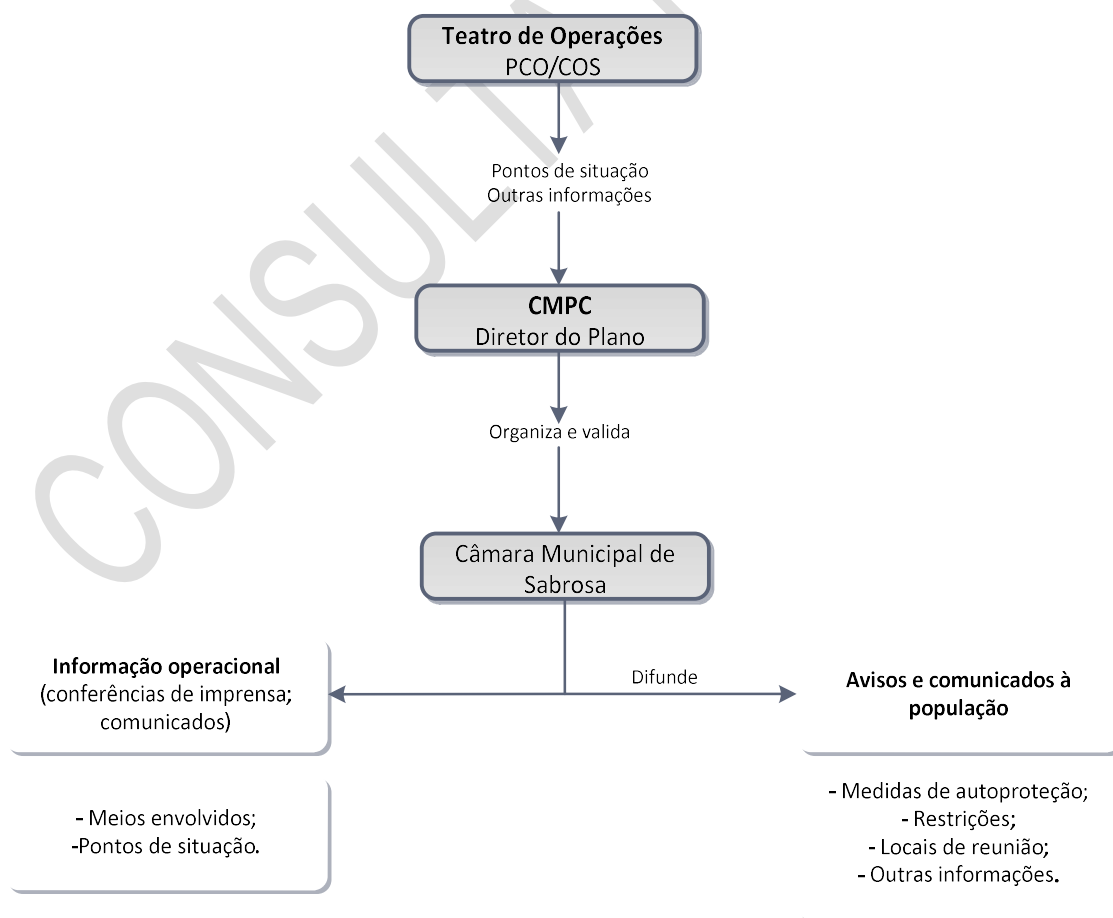 Teatro de Operações
PCO/COS
Pontos de situação
Outras informações
CMPC
Diretor do Plano
Organiza e valida
Câmara Municipal de
Sabrosa
Difunde
Informação operacional
(conferências de imprensa;
comunicados)
- Meios envolvidos;
-Pontos de situação.
Avisos e comunicados à
população
- Medidas de autoproteção;
- Restrições;
- Locais de reunião;
- Outras informações.